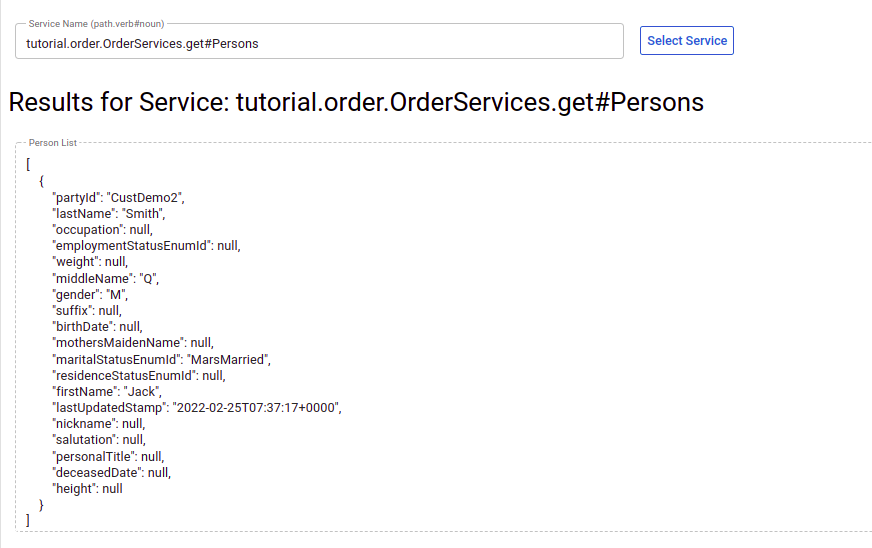 Service Name (path.verb#noun)
tutorial.order.OrderServices.get#Persons
Select Service
Results for Service: tutorial.order.OrderServices.get#Persons
Person List
[
{
"partyId": "CustDemo2",
"lastName": "Smith",
"occupation": null,
"employmentStatusEnumId": null,
"weight": null,
"middleName": "Q",
"gender": "M",
"suffix": null,
"birthDate": null,
"mothersMaidenName": null,
"maritalStatusEnumId": "MarsMarried",
"residenceStatusEnumId": null,
"firstName": "Jack",
"lastUpdatedStamp": "2022-02-25T07:37:17+0000",
"nickname": null,
"salutation": null,
"personalTitle": null,
"deceasedDate": null,
"height": null
}
]